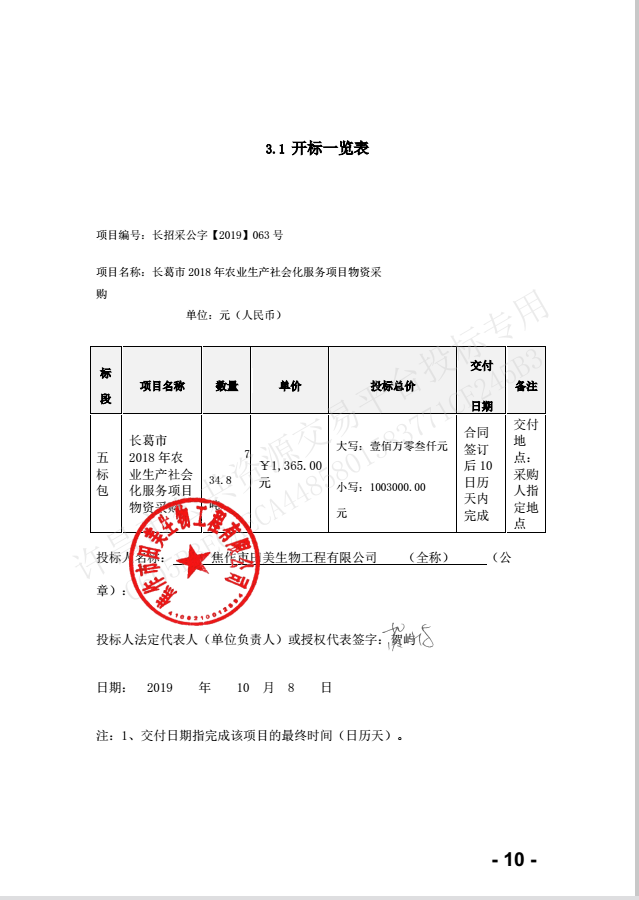 3.1 开标一览表
项目编号：长招采公字【2019】063 号
项目名称：长葛市 2018 年农业生产社会化服务项目物资采
购
单位：元（人民币）
标段 项目名称 数量 单价 投标总价 交付日期 备注
五标包
长葛市
2018 年农
业生产社会
化服务项目
物资采购
7
34.8
吨
￥1,365.00
元
大写：壹佰万零叁仟元
小写：1003000.00
元
合同
签订
后 10
日历
天内
完成
交付
地
点：
采购
人指
定地
点
投标人名称： 焦作市日美生物工程有限公司 （全称） （公
章）：
投标人法定代表人（单位负责人）或授权代表签字：贺屿
日期： 2019 年 10 月 8 日
注：1、交付日期指完成该项目的最终时间（日历天）。
- 10 -